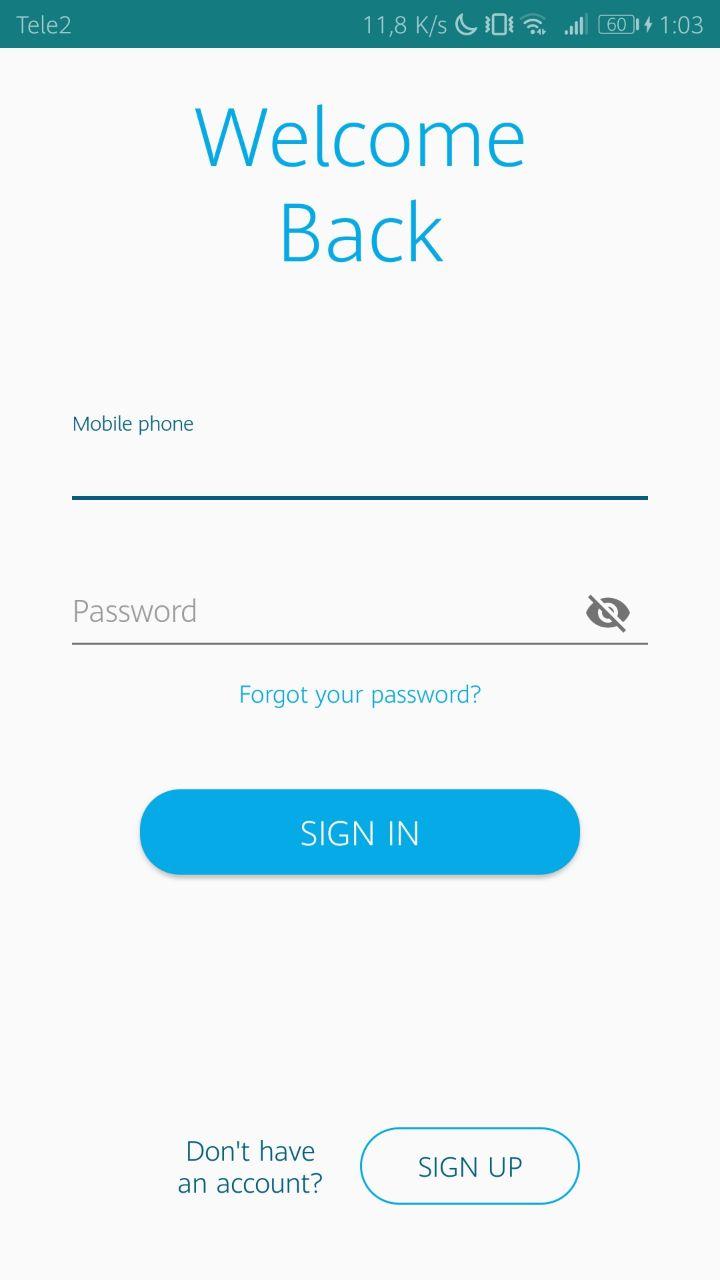 Tele2 11,8 K/s 60 1:03
Welcome
Back
Mobile phone
Password
Forgot your password?
SIGN IN
Don't have
an account?
SIGN UP